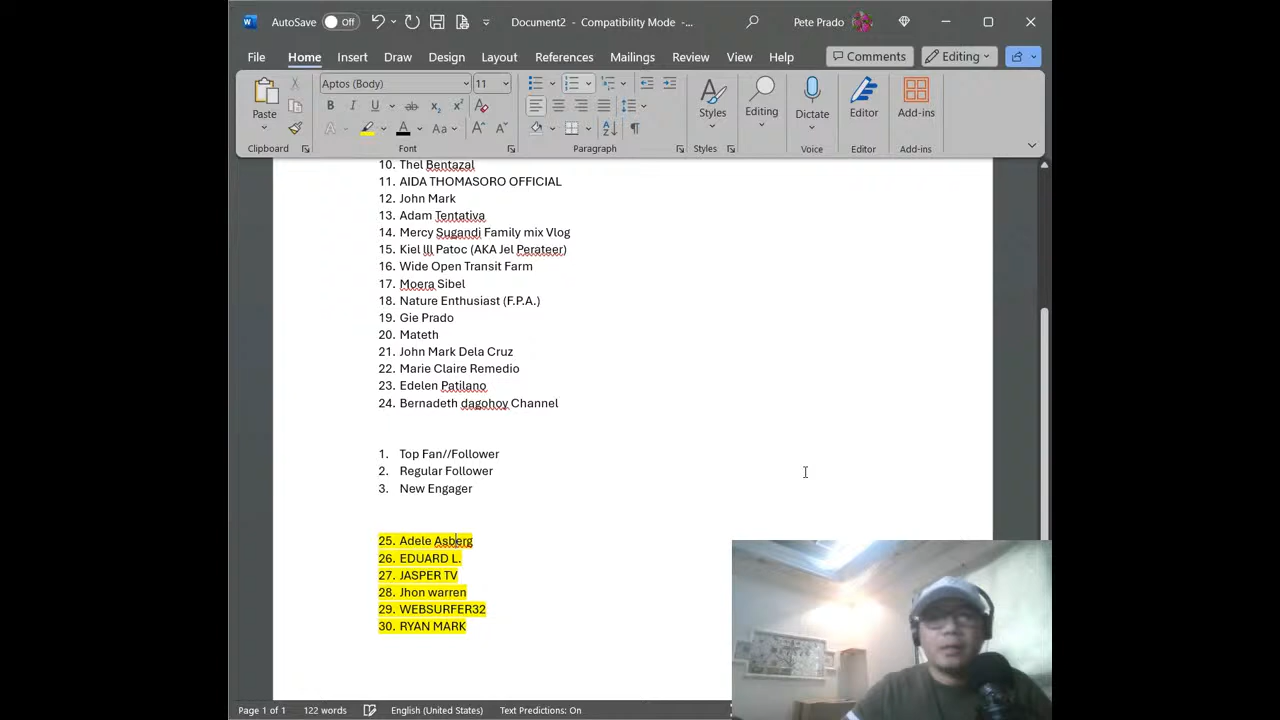 AutoSave Off Document2 - Compatibility Mode -... Pete Prado
File Home Insert Draw Design Layout References Mailings Review View Help Comments Editing
Aptos (Body) 11
Paste Styles Editing Dictate Editor Add-ins
Clipboard Font Paragraph Styles Voice Editor Add-ins
10. Thel Bentazal
11. AIDA THOMASORO OFFICIAL
12. John Mark
13. Adam Tentativa
14. Mercy Sugandi Family mix Vlog
15. Kiel lll Patoc (AKA Jel Perateer)
16. Wide Open Transit Farm
17. Moera Sibel
18. Nature Enthusiast (F.P.A.)
19. Gie Prado
20. Mateth
21. John Mark Dela Cruz
22. Marie Claire Remedio
23. Edelen Patilano
24. Bernadeth dagohoy Channel
1. Top Fan//Follower
2. Regular Follower
3. New Engager
25. Adele Asberg
26. EDUARD L.
27. JASPER TV
28. Jhon warren
29. WEBSURFER32
30. RYAN MARK
Page 1 of 1 122 words English (United States) Text Predictions: On